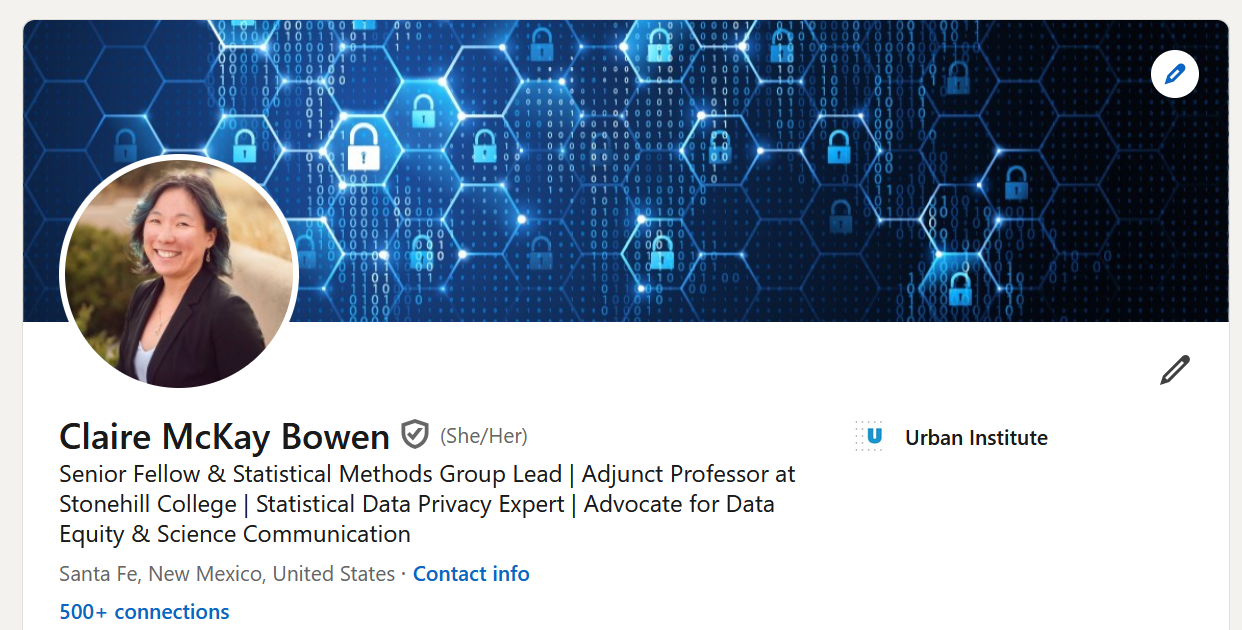 Claire McKay Bowen (She/Her)
Senior Fellow & Statistical Methods Group Lead | Adjunct Professor at
Stonehill College | Statistical Data Privacy Expert | Advocate for Data
Equity & Science Communication
Santa Fe, New Mexico, United States · Contact info
500+ connections
U Urban Institute